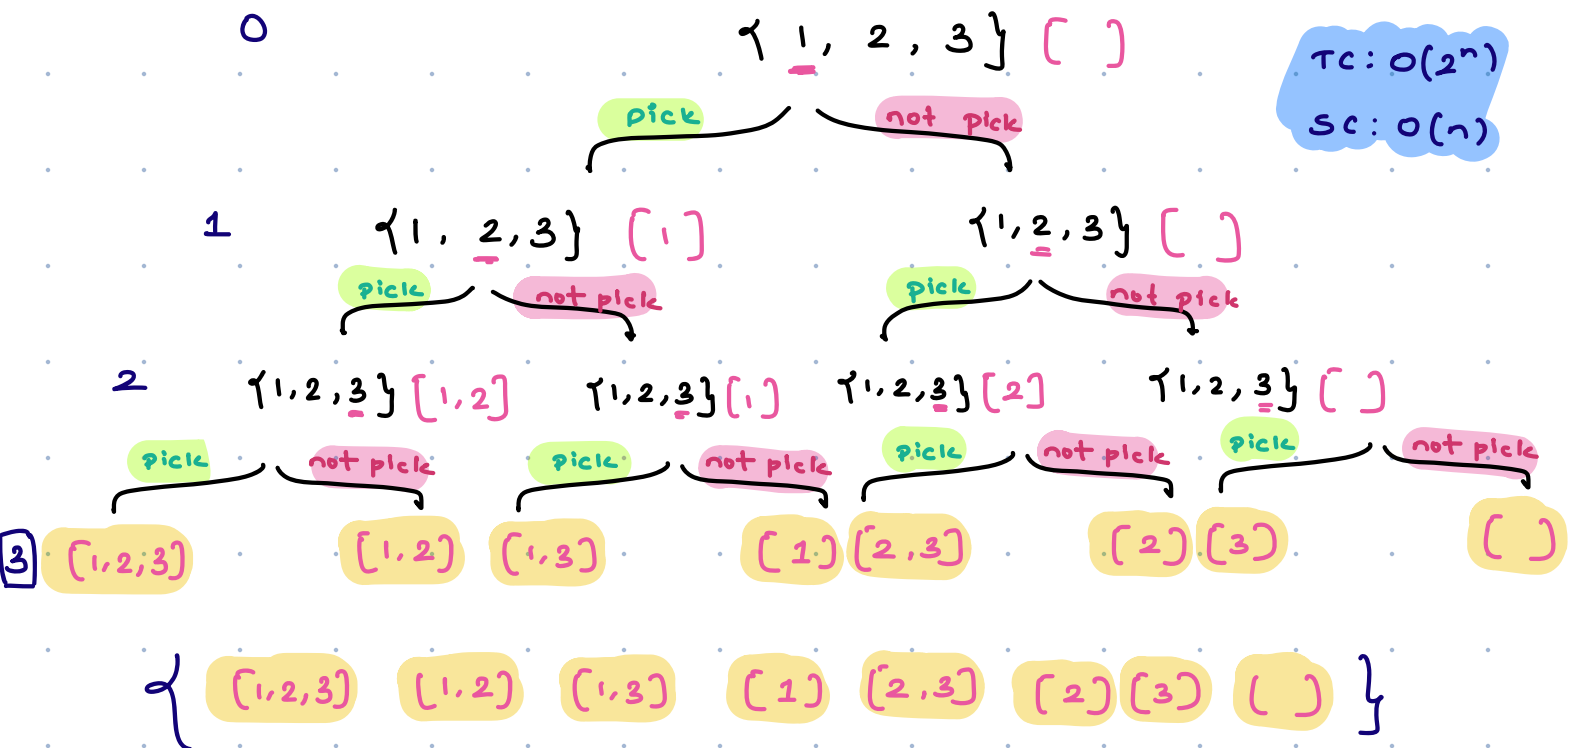 0 { 1, 2, 3 } [ ]
TC: O(2ⁿ)
SC: O(n)
pick not pick
1 {1, 2, 3} [1] {1, 2, 3} [ ]
pick not pick pick not pick
2 {1, 2, 3} [1, 2] {1, 2, 3} [1] {1, 2, 3} [2] {1, 2, 3} [ ]
pick not pick pick not pick pick not pick pick not pick
3 [1, 2, 3] [1, 2] [1, 3] [1] [2, 3] [2] [3] [ ]
{ [1, 2, 3] [1, 2] [1, 3] [1] [2, 3] [2] [3] [ ] }